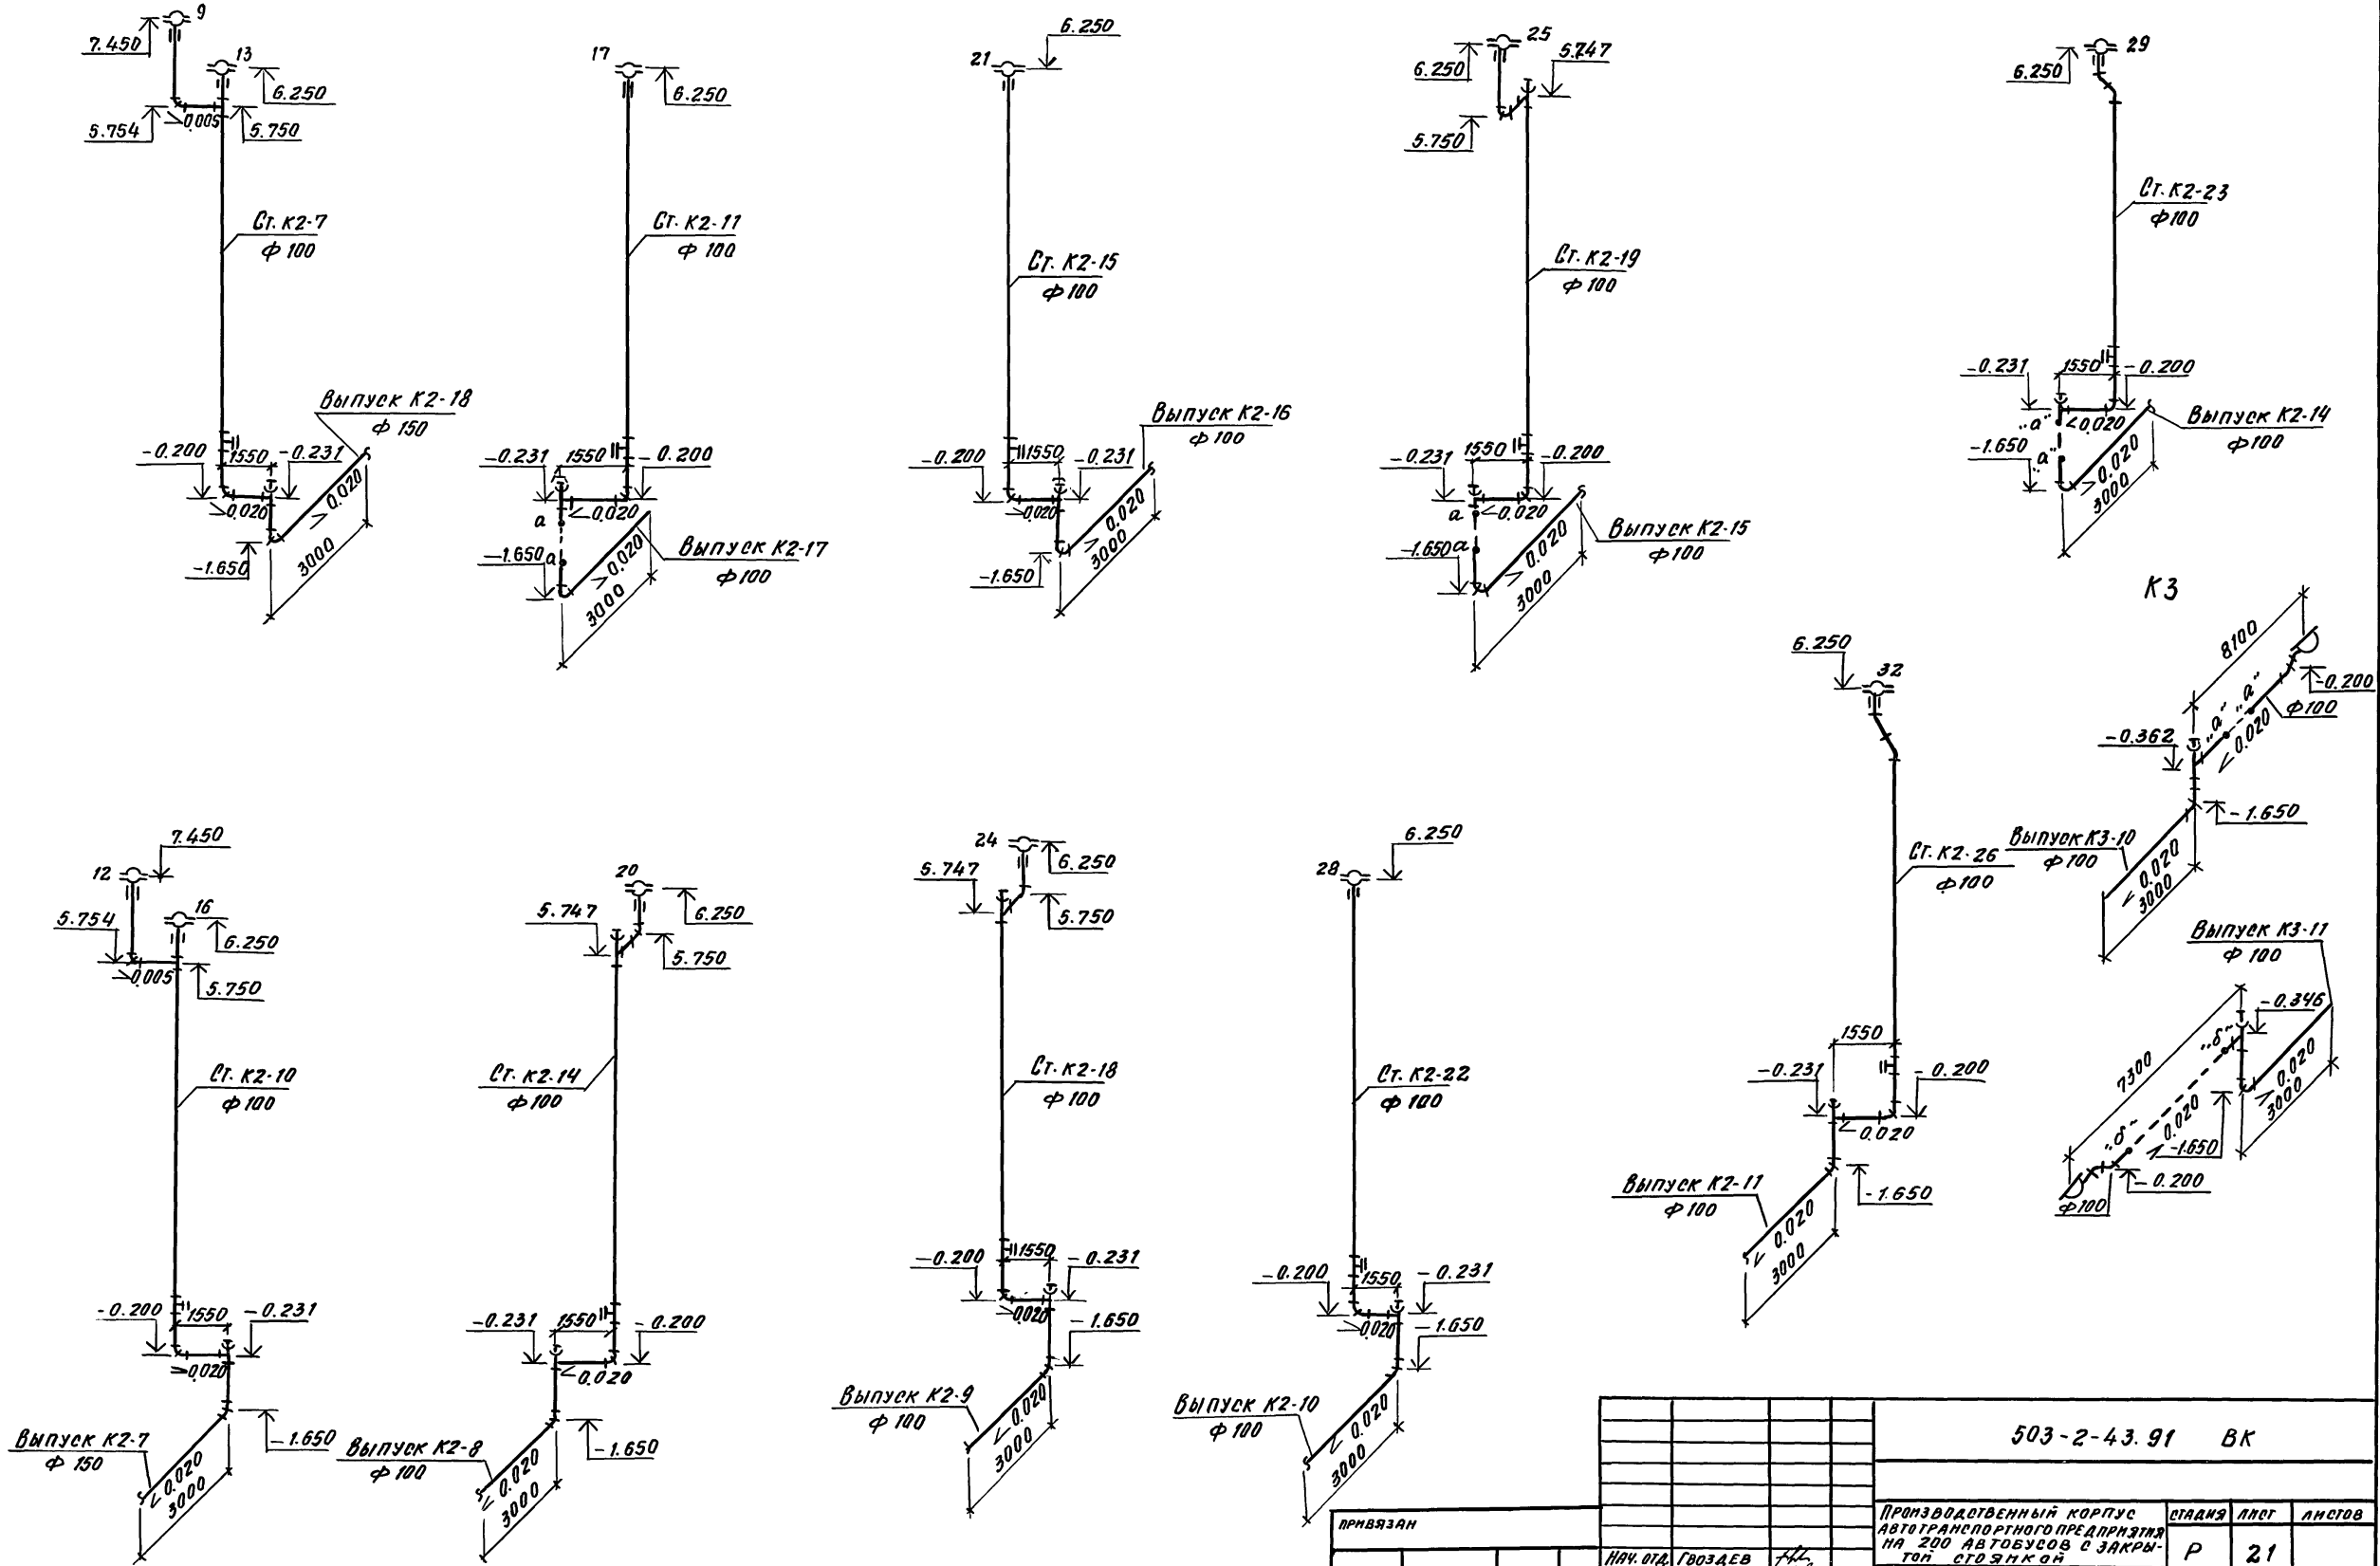 9
7.450
13
6.250
5.754
0.005
5.750
Ст. К2-7
ф 100
Выпуск К2-18
ф 150
-0.200
1550
-0.231
0.020
0.020
-1.650
3000
17
6.250
Ст. К2-11
ф 100
-0.231
1550
-0.200
0.020
а
-1.650
а
0.020
3000
Выпуск К2-17
ф 100
21
6.250
Ст. К2-15
ф 100
Выпуск К2-16
ф 100
-0.200
1550
-0.231
0.020
0.020
-1.650
3000
25
6.250
5.747
5.750
Ст. К2-19
ф 100
-0.231
1550
-0.200
а
0.020
-1.650
а
0.020
3000
Выпуск К2-15
ф 100
29
6.250
Ст. К2-23
ф 100
-0.231
1550
-0.200
„а"
0.020
-1.650
„а"
0.020
3000
Выпуск К2-14
ф 100
К3
8100
-0.200
„а" „а"
ф 100
0.020
-0.362
-1.650
Выпуск К3-10
ф 100
0.020
3000
32
6.250
Ст. К2-26
ф 100
1550
-0.231
-0.200
0.020
-1.650
Выпуск К2-11
ф 100
0.020
3000
Выпуск К3-11
ф 100
-0.346
7300
„б"
0.020
3000
0.020
„б"
-1.650
-0.200
ф 100
7.450
12
16
5.754
6.250
0.005
5.750
Ст. К2-10
ф 100
-0.200
1550
-0.231
0.020
-1.650
Выпуск К2-7
ф 150
0.020
3000
20
5.747
6.250
5.750
Ст. К2-14
ф 100
-0.231
1550
-0.200
0.020
-1.650
Выпуск К2-8
ф 100
0.020
3000
24
5.747
6.250
5.750
Ст. К2-18
ф 100
-0.200
1550
-0.231
0.020
-1.650
Выпуск К2-9
ф 100
0.020
3000
6.250
28
Ст. К2-22
ф 100
-0.200
1550
-0.231
0.020
-1.650
Выпуск К2-10
ф 100
0.020
3000
503-2-43.91 ВК
ПРИВЯЗАН
НАЧ. ОТД. ГВОЗДЕВ
ПРОИЗВОДСТВЕННЫЙ КОРПУС
АВТОТРАНСПОРТНОГО ПРЕДПРИЯТИЯ
НА 200 АВТОБУСОВ С ЗАКРЫ-
ТОЙ СТОЯНКОЙ
СТАДИЯ ЛИСТ ЛИСТОВ
Р 21